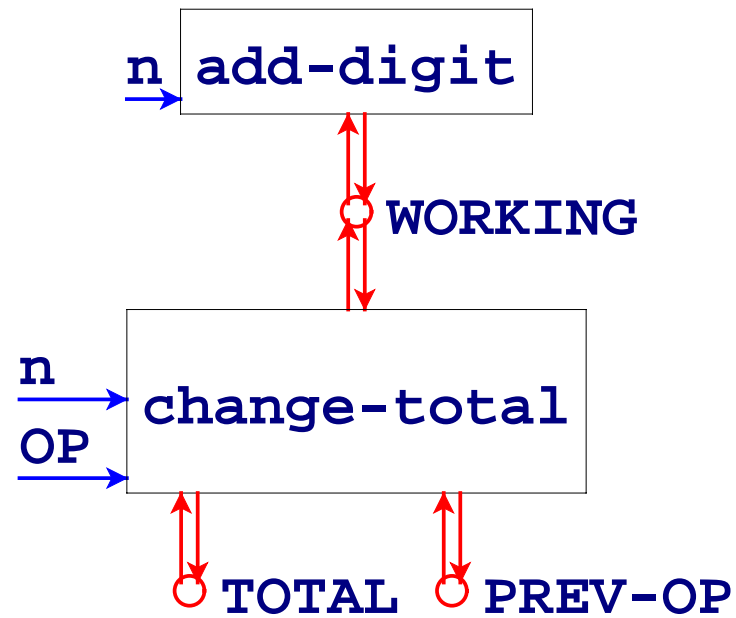 n add-digit
WORKING
n
change-total
OP
TOTAL PREV-OP